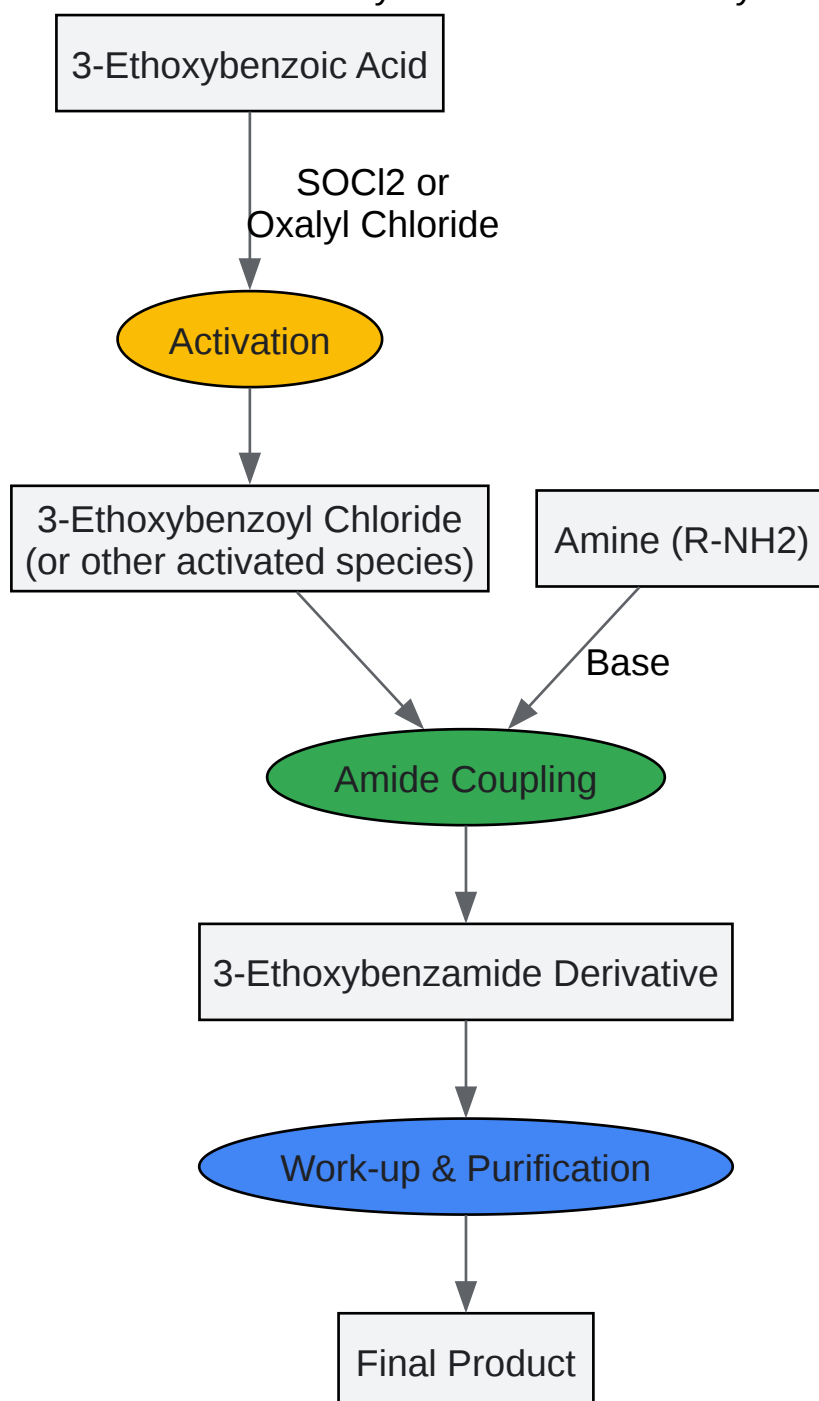 3-Ethoxybenzoic Acid
SOCl2 or
Oxalyl Chloride
Activation
3-Ethoxybenzoyl Chloride
(or other activated species)
Amine (R-NH2)
Base
Amide Coupling
3-Ethoxybenzamide Derivative
Work-up & Purification
Final Product